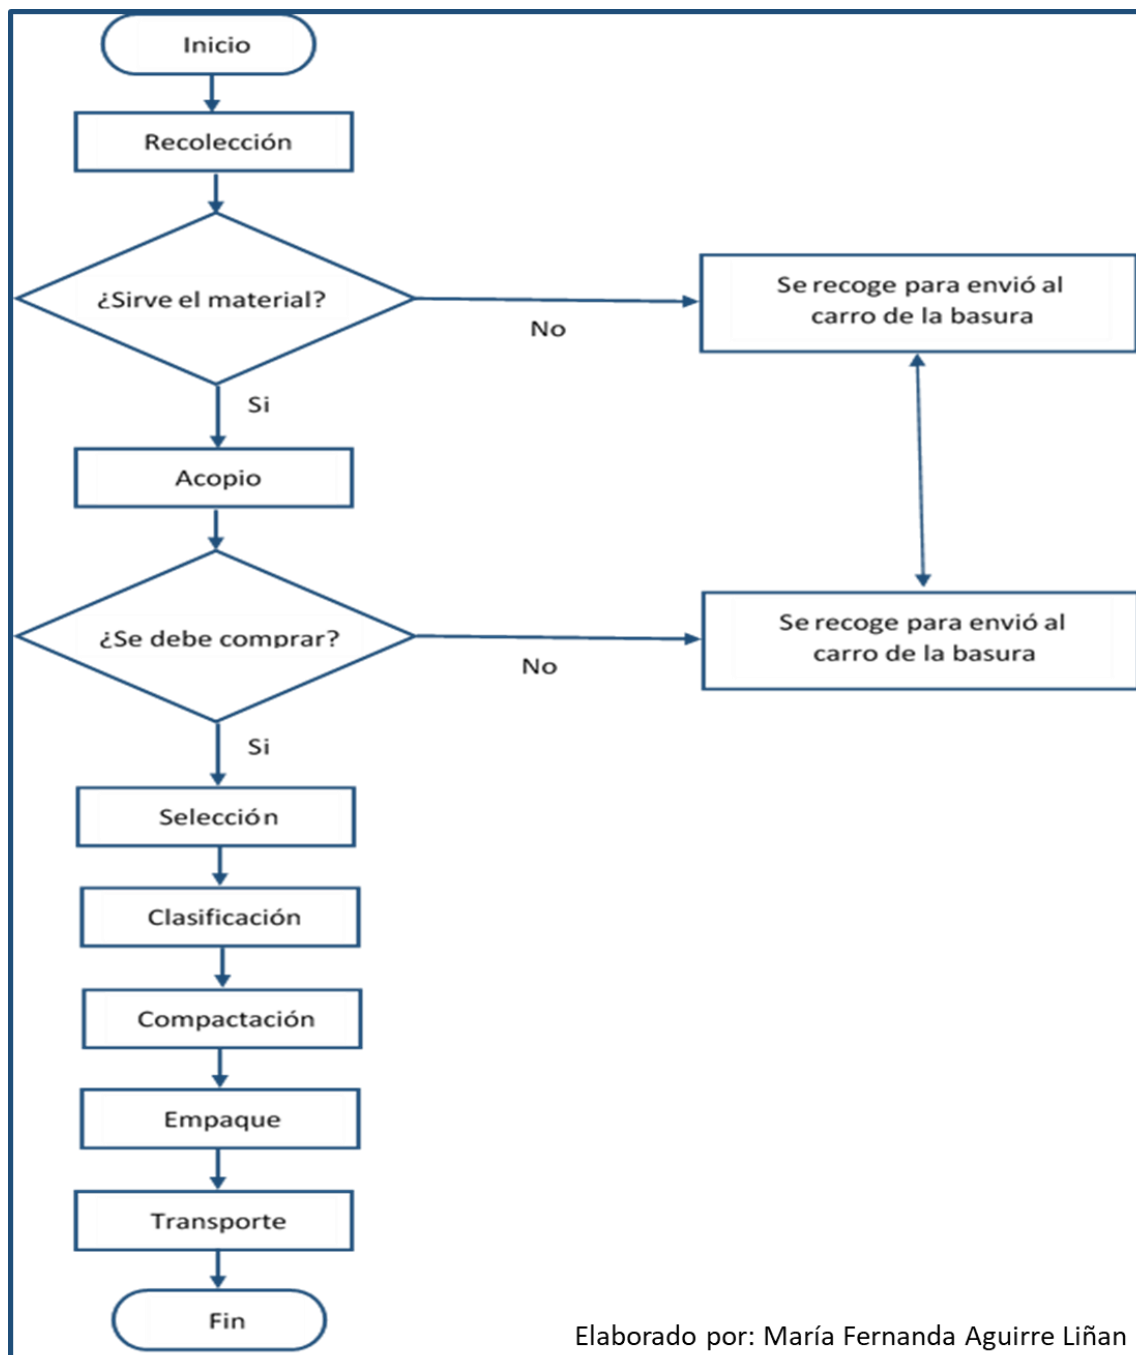 Inicio
Recolección
¿Sirve el material?
No
Se recoge para envió al
carro de la basura
Si
Acopio
¿Se debe comprar?
No
Se recoge para envió al
carro de la basura
Si
Selección
Clasificación
Compactación
Empaque
Transporte
Fin
Elaborado por: María Fernanda Aguirre Liñan